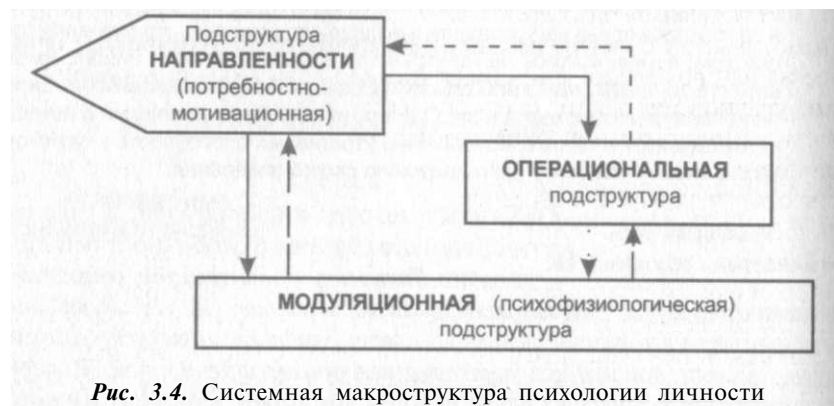 Подструктура
НАПРАВЛЕННОСТИ
(потребностно-
мотивационная)
ОПЕРАЦИОНАЛЬНАЯ
подструктура
МОДУЛЯЦИОННАЯ (психофизиологическая)
подструктура
Рис. 3.4. Системная макроструктура психологии личности